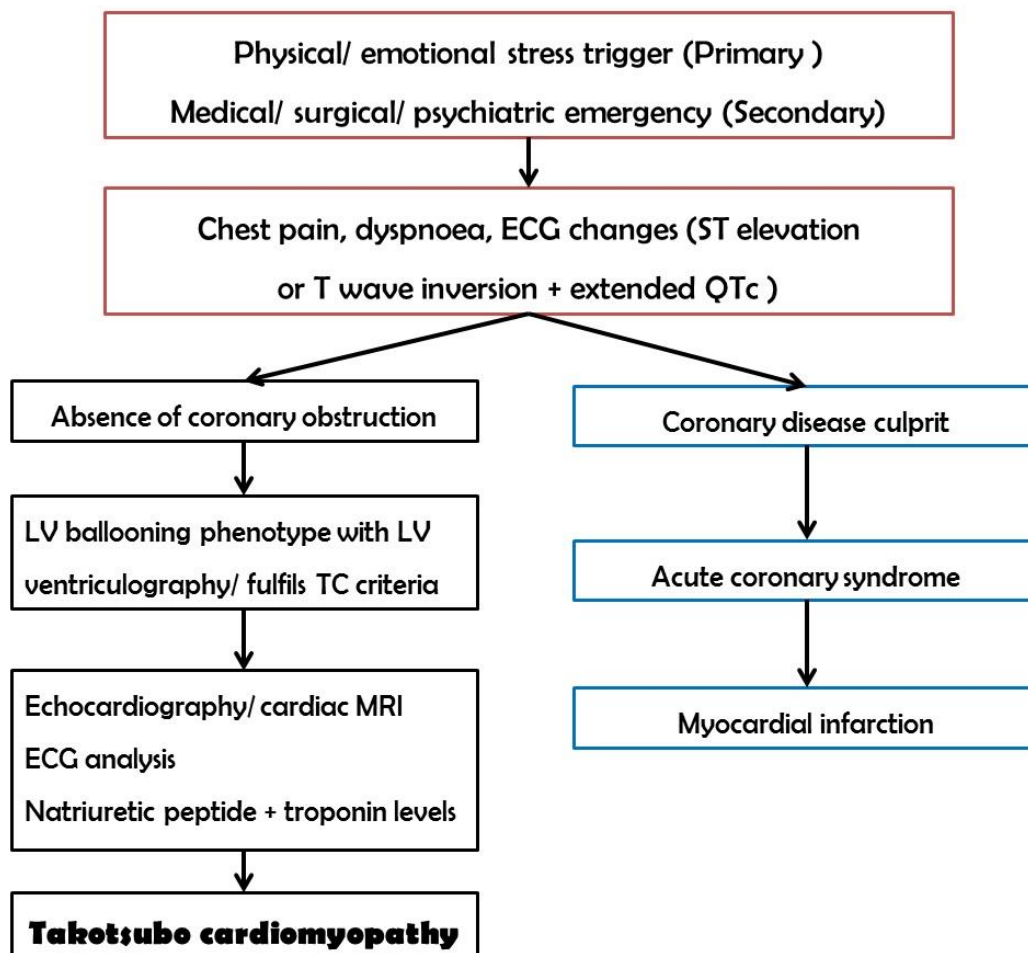 Physical/ emotional stress trigger (Primary )
Medical/ surgical/ psychiatric emergency (Secondary)
Chest pain, dyspnoea, ECG changes (ST elevation
or T wave inversion + extended QTc )
Absence of coronary obstruction
Coronary disease culprit
LV ballooning phenotype with LV
ventriculography/ fulfils TC criteria
Acute coronary syndrome
Echocardiography/ cardiac MRI
ECG analysis
Natriuretic peptide + troponin levels
Myocardial infarction
Takotsubo cardiomyopathy